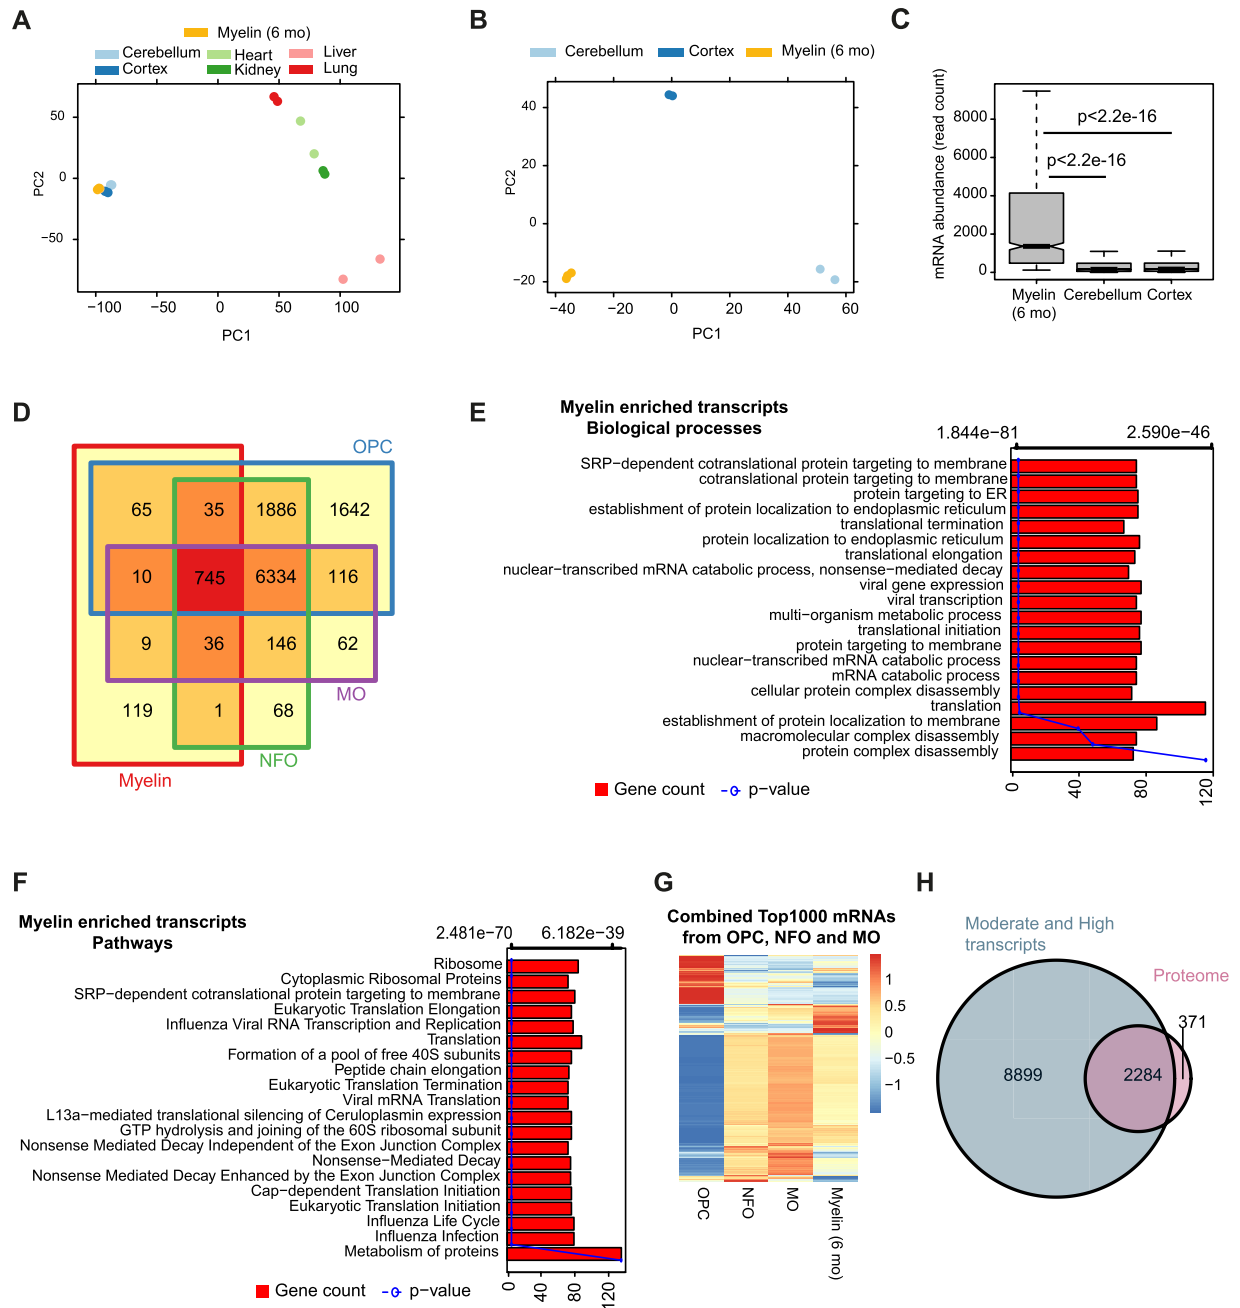 A
Myelin (6 mo)
Cerebellum Heart Liver
Cortex Kidney Lung
50
0
−50
PC2
−100 −50 0 50 100
PC1
B
Cerebellum Cortex Myelin (6 mo)
40
20
0
−20
PC2
−40 −20 0 20 40 60
PC1
C
mRNA abundance (read count)
8000
6000
4000
2000
0
p<2.2e-16
p<2.2e-16
Myelin Cerebellum Cortex
(6 mo)
D
OPC
65 35 1886 1642
10 745 6334 116
9 36 146 62
MO
119 1 68
NFO
Myelin
E
Myelin enriched transcripts
Biological processes
1.844e−81 2.590e−46
SRP−dependent cotranslational protein targeting to membrane
cotranslational protein targeting to membrane
protein targeting to ER
establishment of protein localization to endoplasmic reticulum
translational termination
protein localization to endoplasmic reticulum
translational elongation
nuclear−transcribed mRNA catabolic process, nonsense−mediated decay
viral gene expression
viral transcription
multi−organism metabolic process
translational initiation
protein targeting to membrane
nuclear−transcribed mRNA catabolic process
mRNA catabolic process
cellular protein complex disassembly
translation
establishment of protein localization to membrane
macromolecular complex disassembly
protein complex disassembly
Gene count p−value
0 40 80 120
F
Myelin enriched transcripts
Pathways
2.481e−70 6.182e−39
Ribosome
Cytoplasmic Ribosomal Proteins
SRP−dependent cotranslational protein targeting to membrane
Eukaryotic Translation Elongation
Influenza Viral RNA Transcription and Replication
Translation
Formation of a pool of free 40S subunits
Peptide chain elongation
Eukaryotic Translation Termination
Viral mRNA Translation
L13a−mediated translational silencing of Ceruloplasmin expression
GTP hydrolysis and joining of the 60S ribosomal subunit
Nonsense Mediated Decay Independent of the Exon Junction Complex
Nonsense−Mediated Decay
Nonsense Mediated Decay Enhanced by the Exon Junction Complex
Cap−dependent Translation Initiation
Eukaryotic Translation Initiation
Influenza Life Cycle
Influenza Infection
Metabolism of proteins
0 40 80 120
Gene count p−value
G
Combined Top1000 mRNAs
from OPC, NFO and MO
1
0.5
0
−0.5
−1
OPC NFO MO Myelin (6 mo)
H
Moderate and High
transcripts
Proteome
371
8899 2284